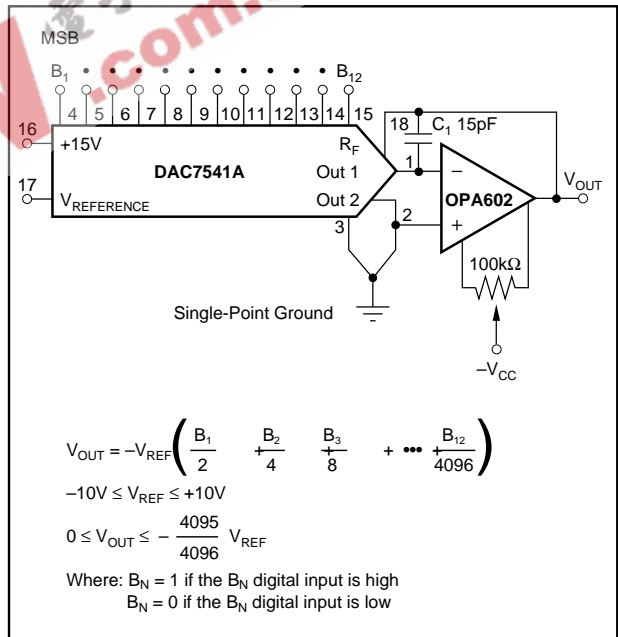 MSB
B1 • • • • • • • • • • B12
4 5 6 7 8 9 10 11 12 13 14 15
16
+15V
RF
18
C1 15pF
DAC7541A
Out 1
1
–
17
VREFERENCE
Out 2
2
+
OPA602
VOUT
3
100kΩ
Single-Point Ground
–VCC
VOUT = –VREF ( B1/2 + B2/4 + B3/8 + ••• + B12/4096 )
–10V ≤ VREF ≤ +10V
0 ≤ VOUT ≤ – 4095/4096 VREF
Where: BN = 1 if the BN digital input is high
BN = 0 if the BN digital input is low
.com